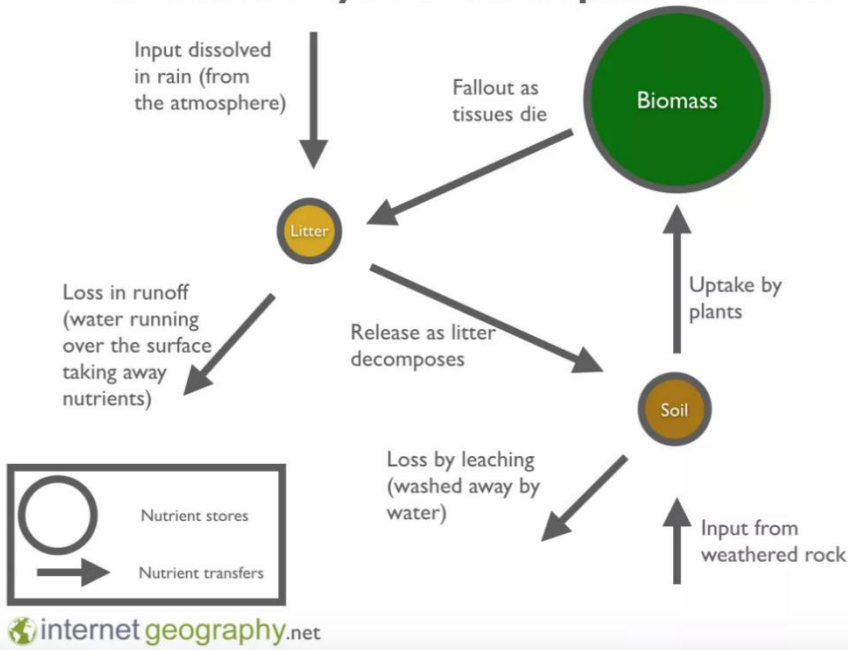 Input dissolved
in rain (from
the atmosphere)
Fallout as
tissues die
Biomass
Litter
Loss in runoff
(water running
over the surface
taking away
nutrients)
Release as litter
decomposes
Uptake by
plants
Soil
Loss by leaching
(washed away by
water)
Input from
weathered rock
Nutrient stores
Nutrient transfers
internetgeography.net